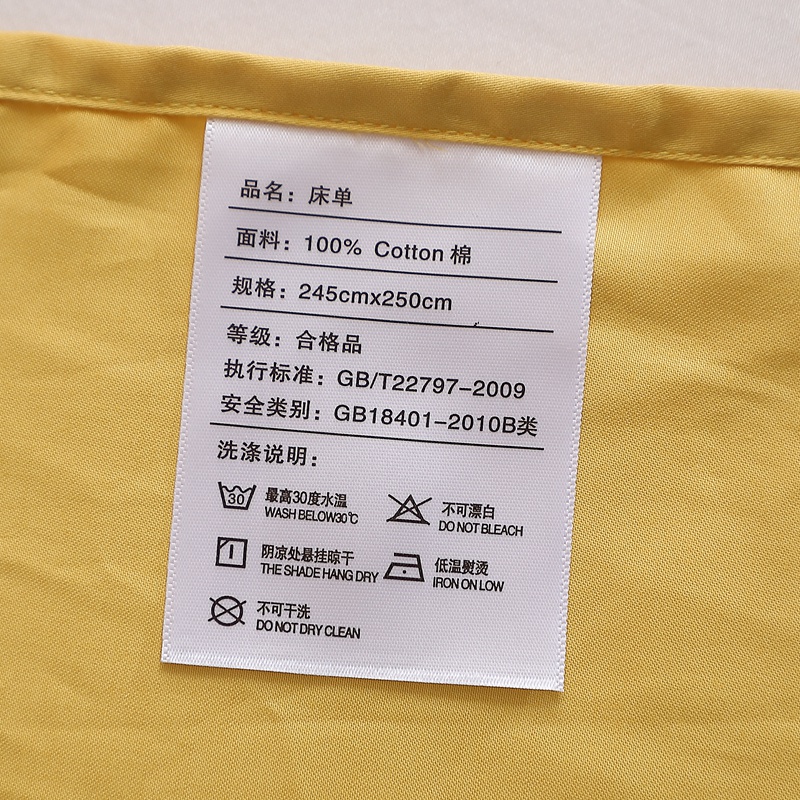 品名：床单
面料：100% Cotton 棉
规格：245cmx250cm
等级：合格品
执行标准：GB/T22797-2009
安全类别：GB18401-2010B类
洗涤说明：
30 最高30度水温
WASH BELOW30℃
不可漂白
DO NOT BLEACH
阴凉处悬挂晾干
THE SHADE HANG DRY
低温熨烫
IRON ON LOW
不可干洗
DO NOT DRY CLEAN